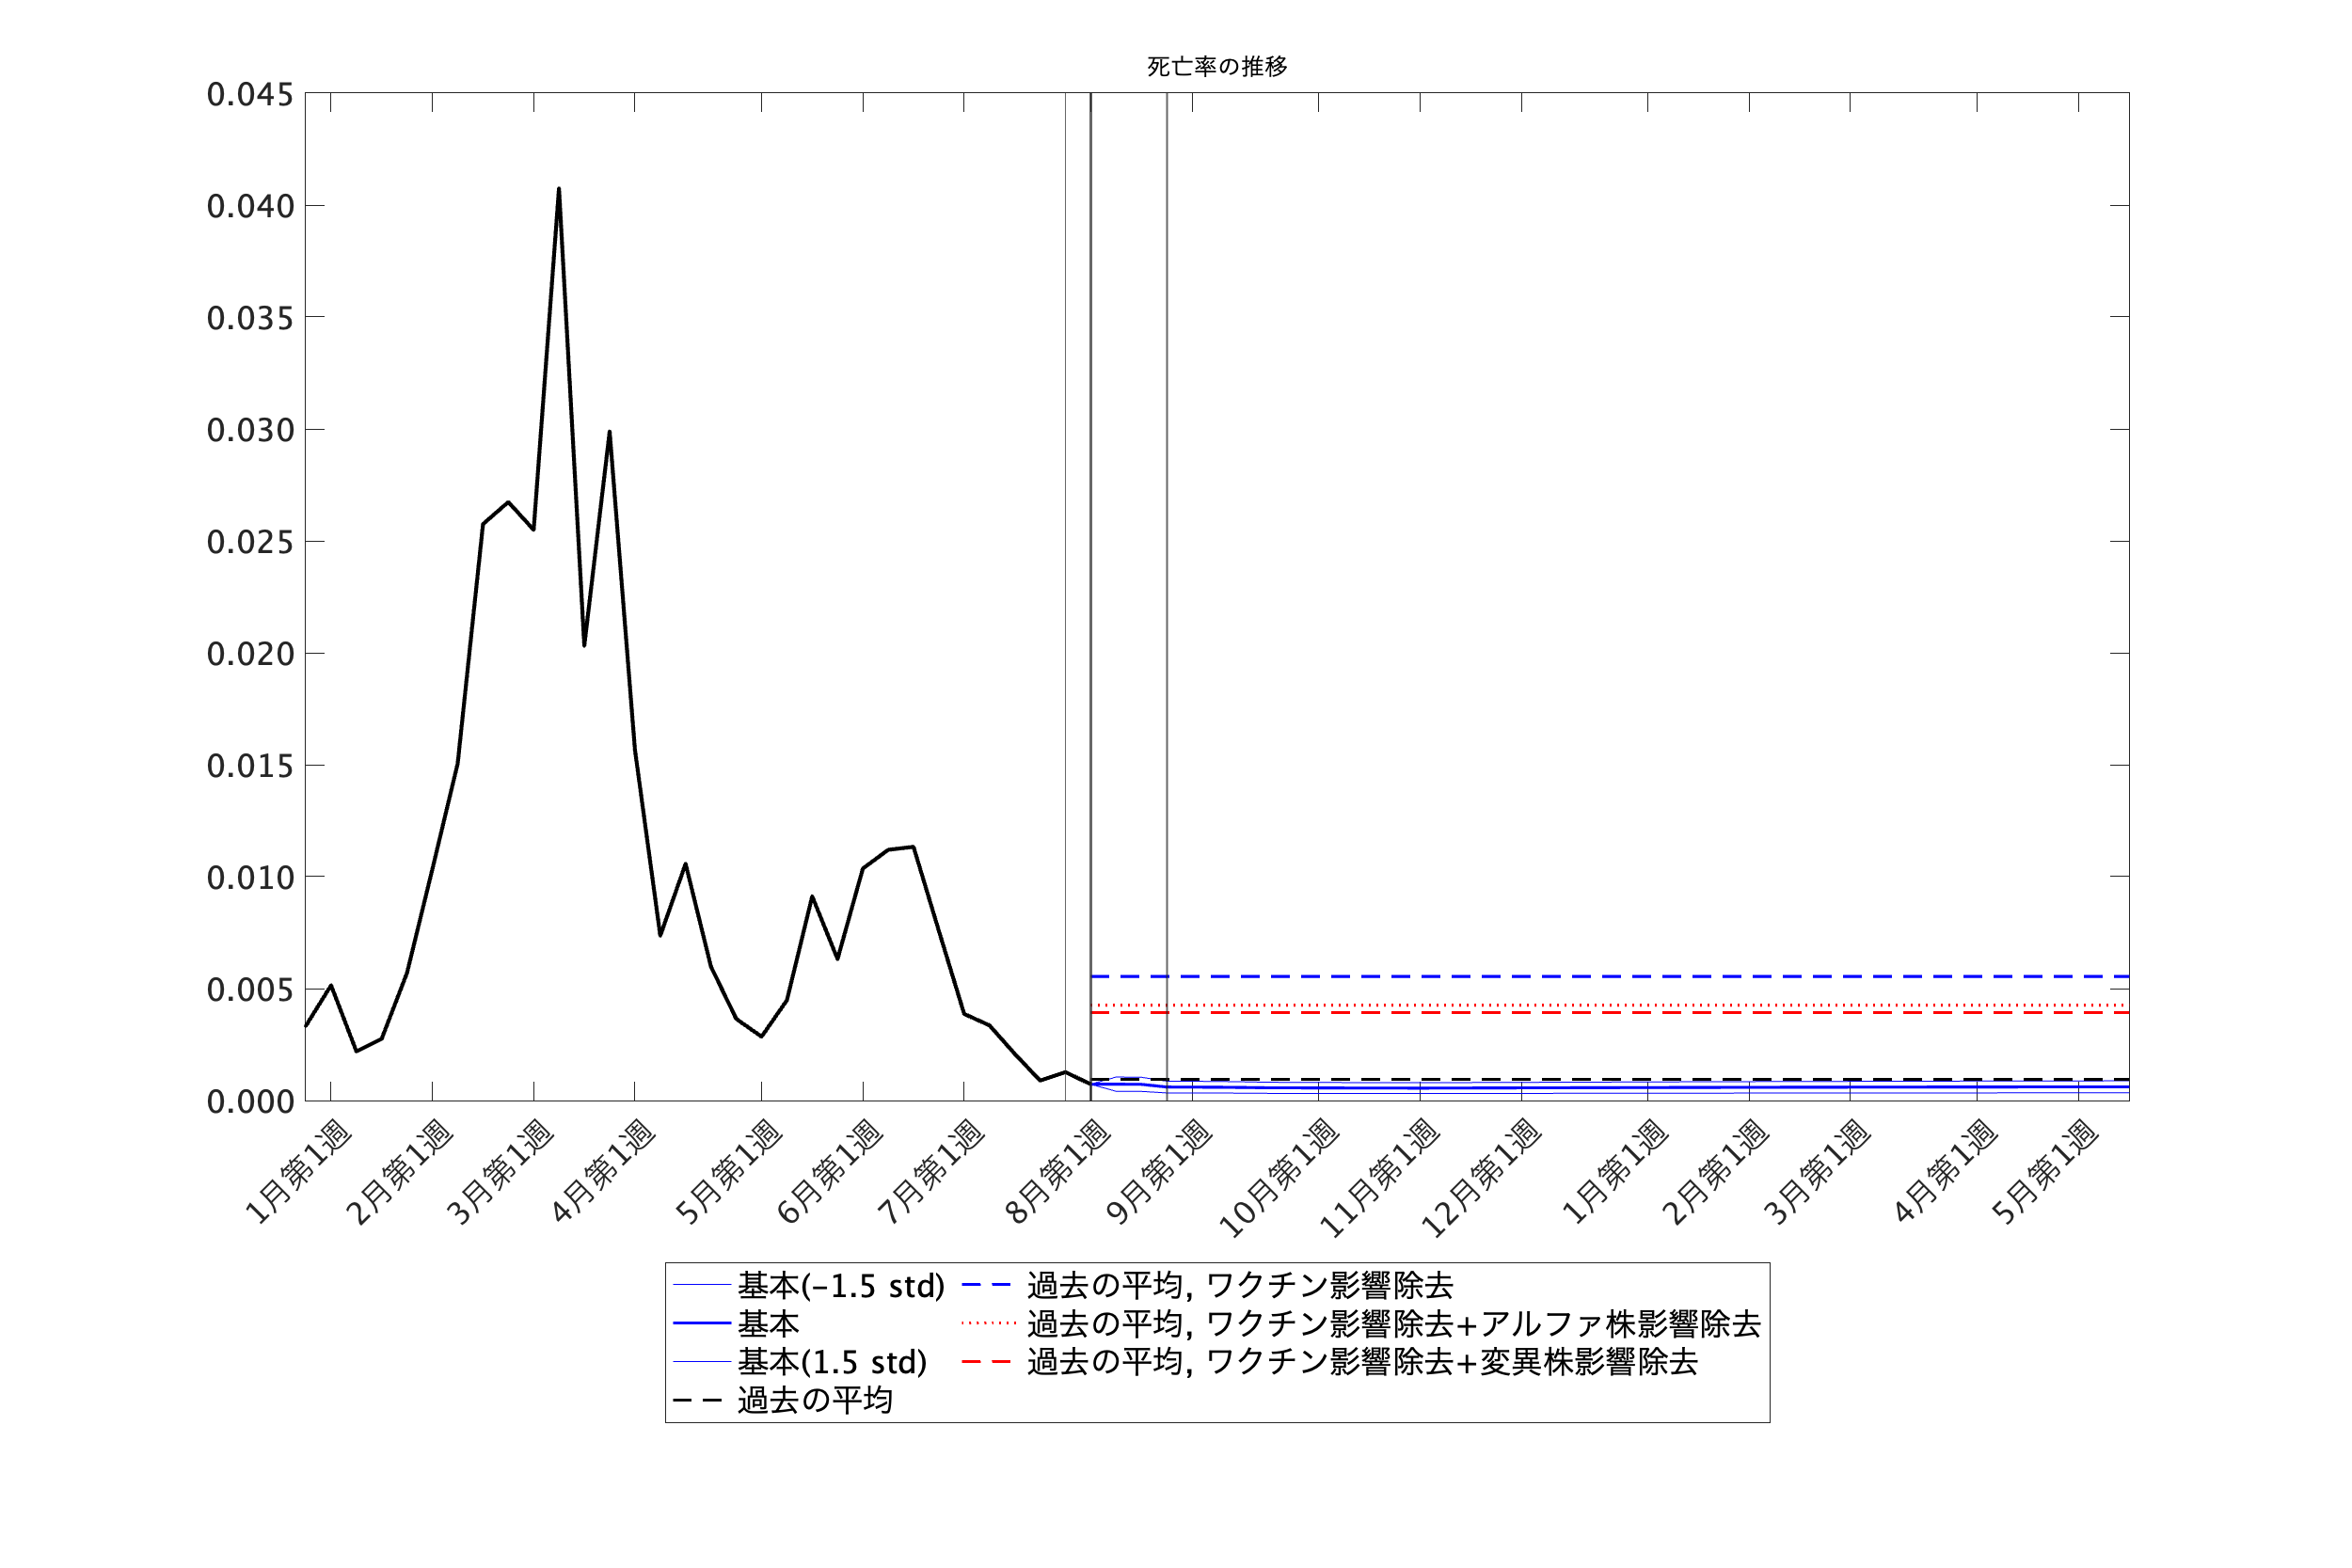 死亡率の推移
0.045
0.040
0.035
0.030
0.025
0.020
0.015
0.010
0.005
0.000
1月第1週
2月第1週
3月第1週
4月第1週
5月第1週
6月第1週
7月第1週
8月第1週
9月第1週
10月第1週
11月第1週
12月第1週
1月第1週
2月第1週
3月第1週
4月第1週
5月第1週
基本(-1.5 std)
基本
基本(1.5 std)
過去の平均
過去の平均, ワクチン影響除去
過去の平均, ワクチン影響除去+アルファ株影響除去
過去の平均, ワクチン影響除去+変異株影響除去